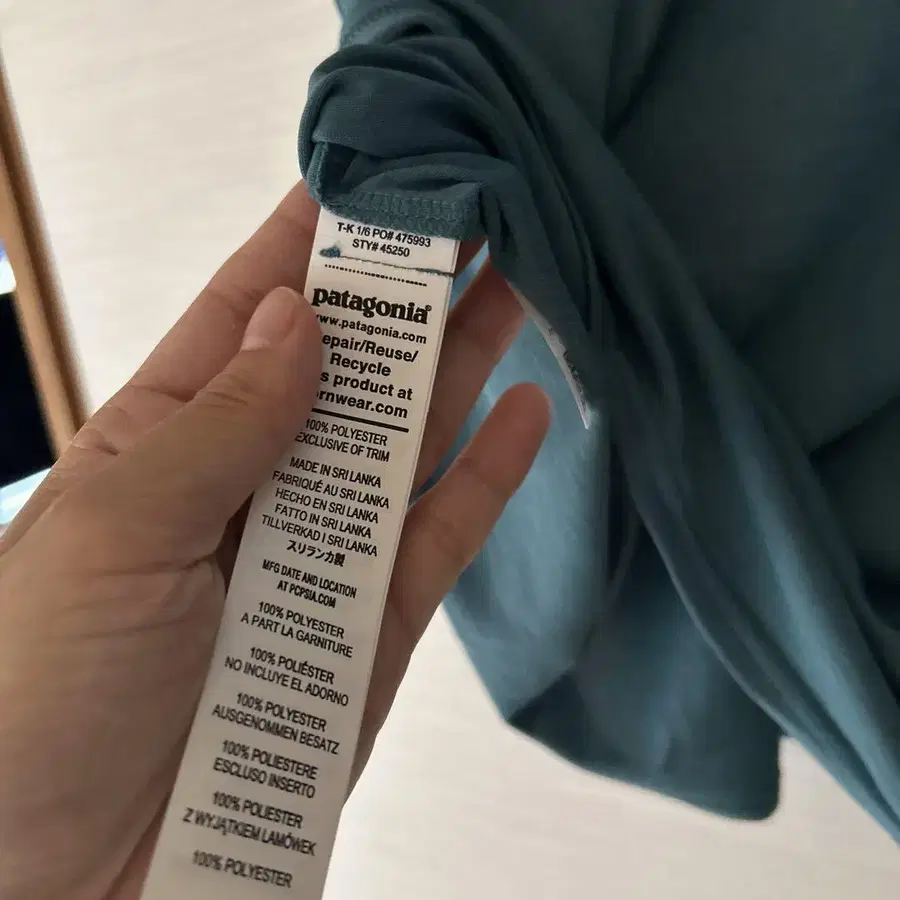 T-K 1/6 PO# 475993
STY# 45250
patagonia®
www.patagonia.com
epair/Reuse/
Recycle
s product at
ornwear.com
100% POLYESTER
EXCLUSIVE OF TRIM
MADE IN SRI LANKA
FABRIQUÉ AU SRI LANKA
HECHO EN SRI LANKA
FATTO IN SRI LANKA
TILLVERKAD I SRI LANKA
スリランカ製
MFG DATE AND LOCATION
AT PCPSIA.COM
100% POLYESTER
A PART LA GARNITURE
100% POLIÉSTER
NO INCLUYE EL ADORNO
100% POLYESTER
AUSGENOMMEN BESATZ
100% POLIESTERE
ESCLUSO INSERTO
100% POLIESTER
Z WYJĄTKIEM LAMÓWEK
100% POLYESTER